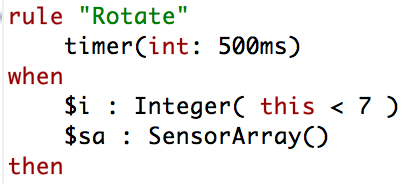 rule "Rotate"
    timer(int: 500ms)
when
    $i : Integer( this < 7 )
    $sa : SensorArray()
then